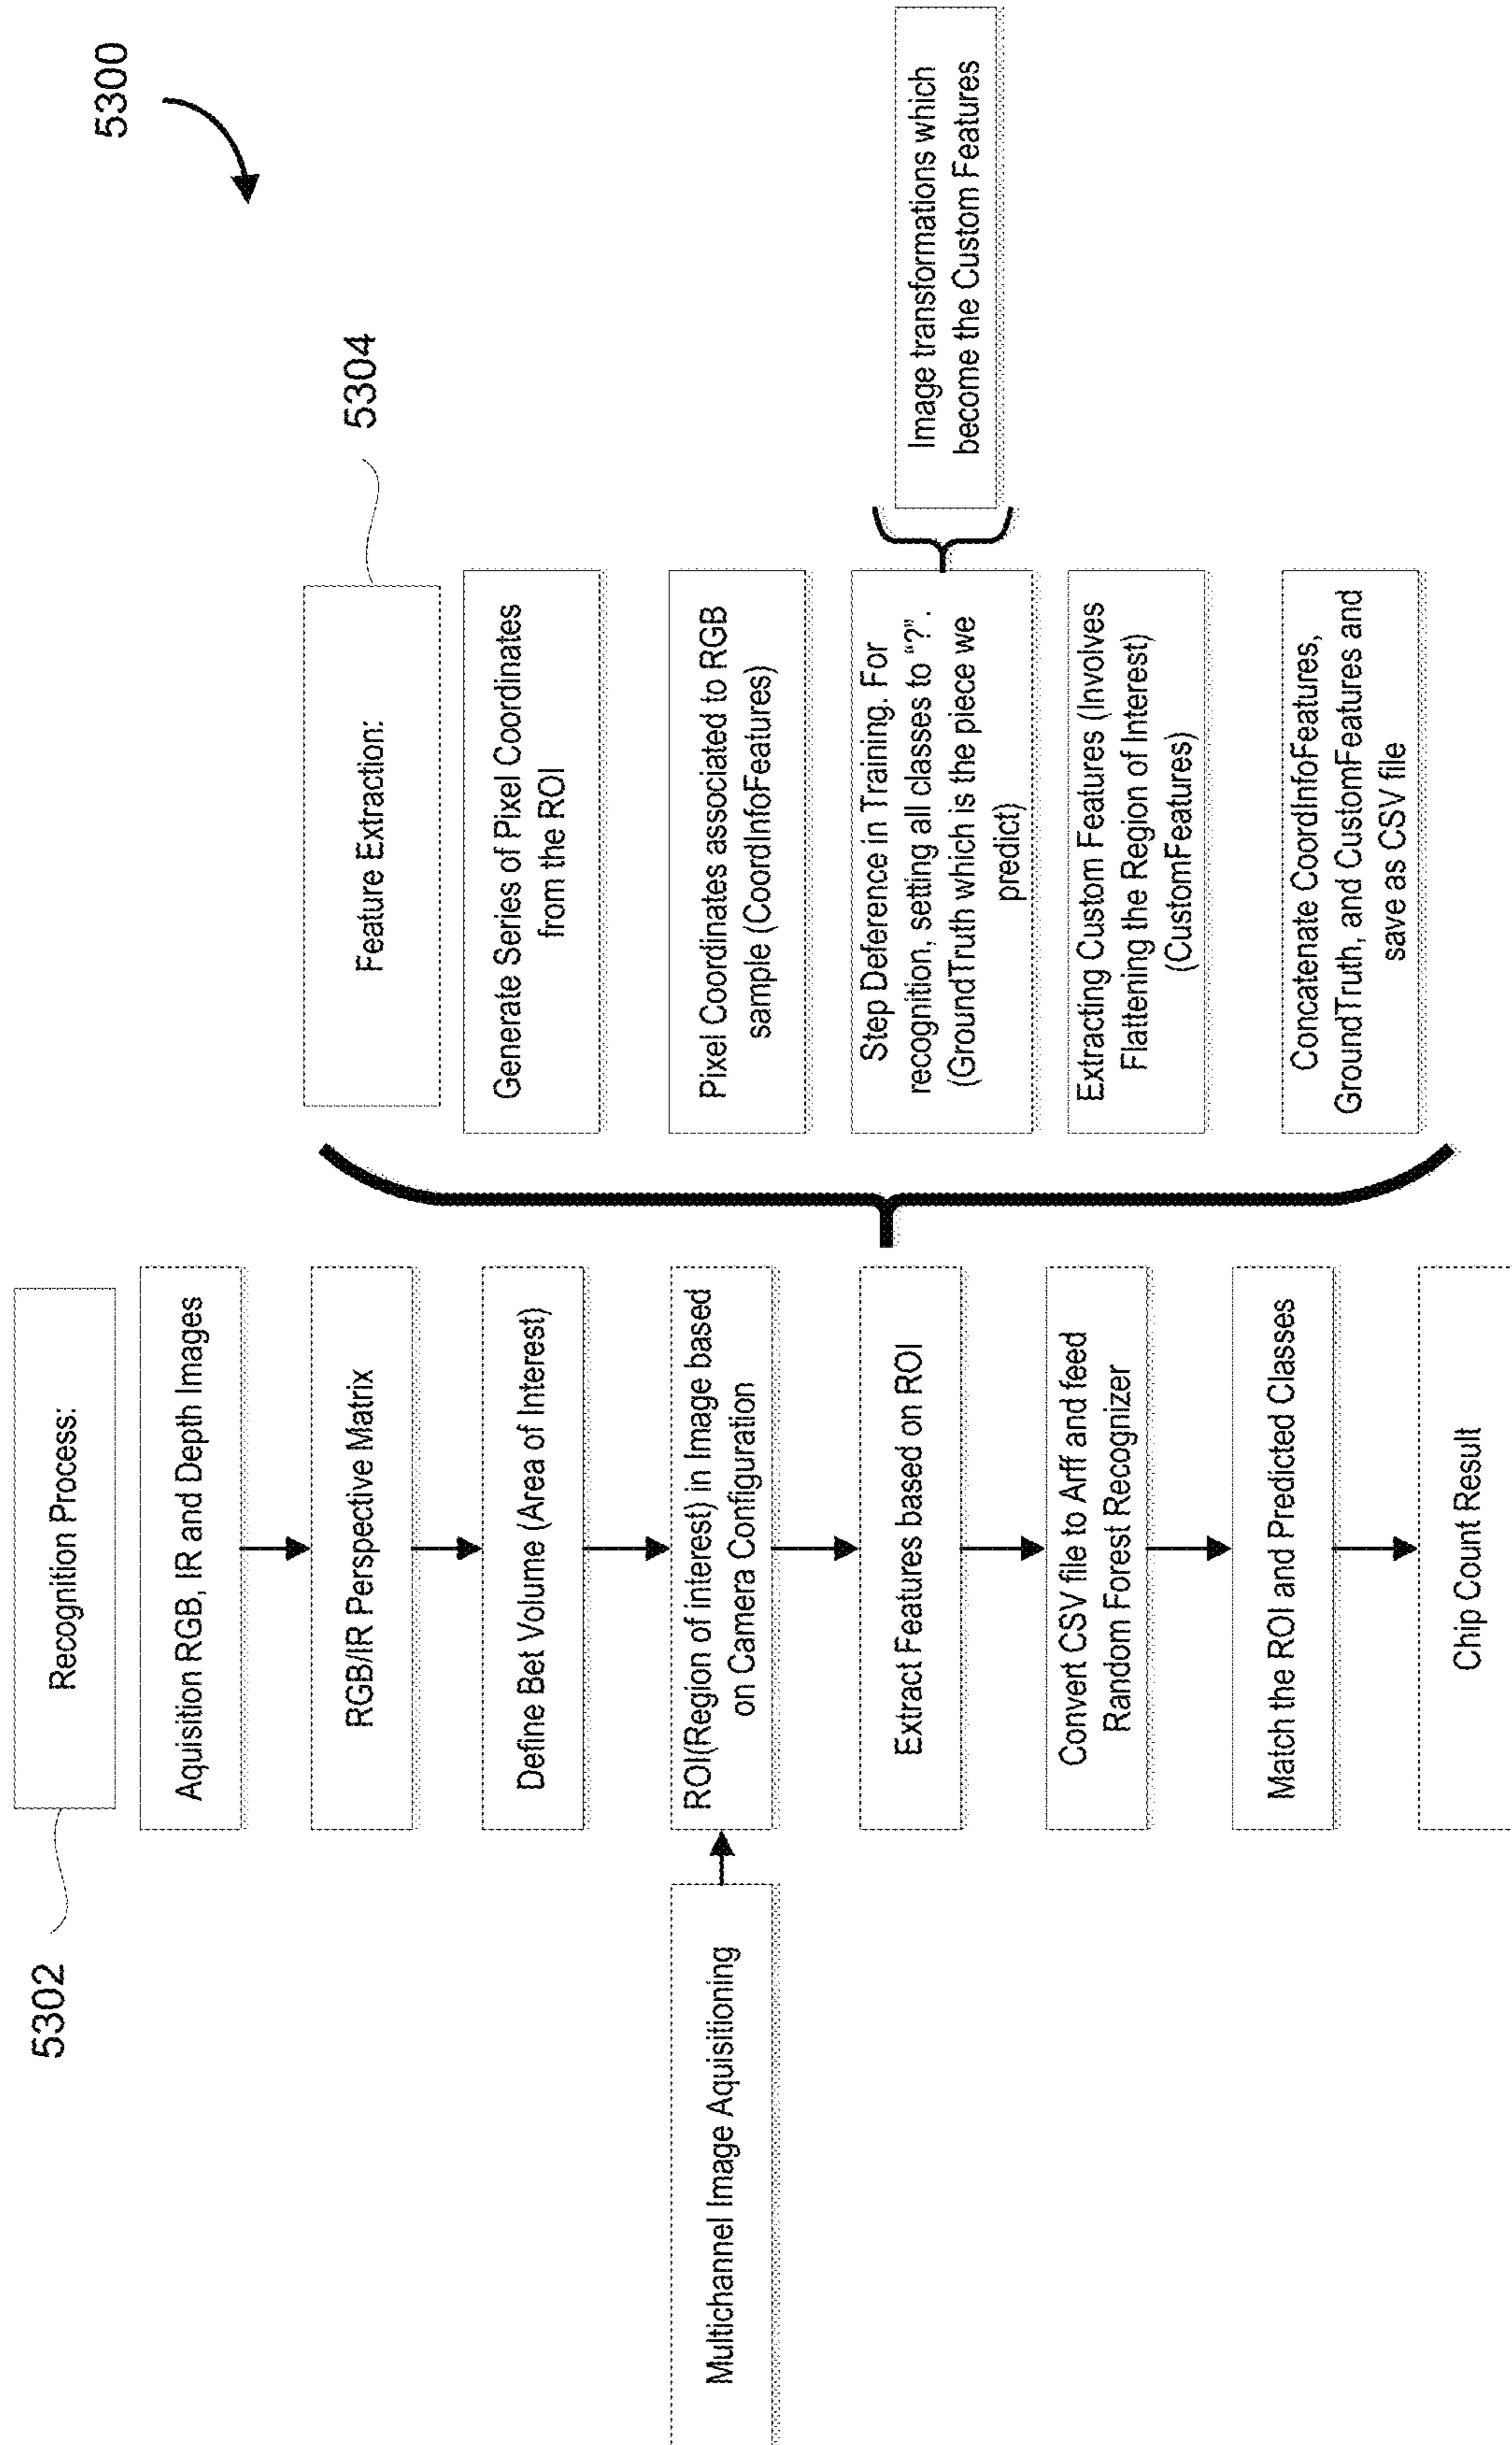 5300
5302
Recognition Process:
Aquisition RGB, IR and Depth Images
RGB/IR Perspective Matrix
Define Bet Volume (Area of Interest)
Multichannel Image Aquisitioning
ROI(Region of interest) in Image based
on Camera Configuration
Extract Features based on ROI
Convert CSV file to Arff and feed
Random Forest Recognizer
Match the ROI and Predicted Classes
Chip Count Result
5304
Feature Extraction:
Generate Series of Pixel Coordinates
from the ROI
Pixel Coordinates associated to RGB
sample (CoordInfoFeatures)
Step Deference in Training. For
recognition, setting all classes to “?”.
(GroundTruth which is the piece we
predict)
Image transformations which
become the Custom Features
Extracting Custom Features (Involves
Flattening the Region of Interest)
(CustomFeatures)
Concatenate CoordInfoFeatures,
GroundTruth, and CustomFeatures and
save as CSV file